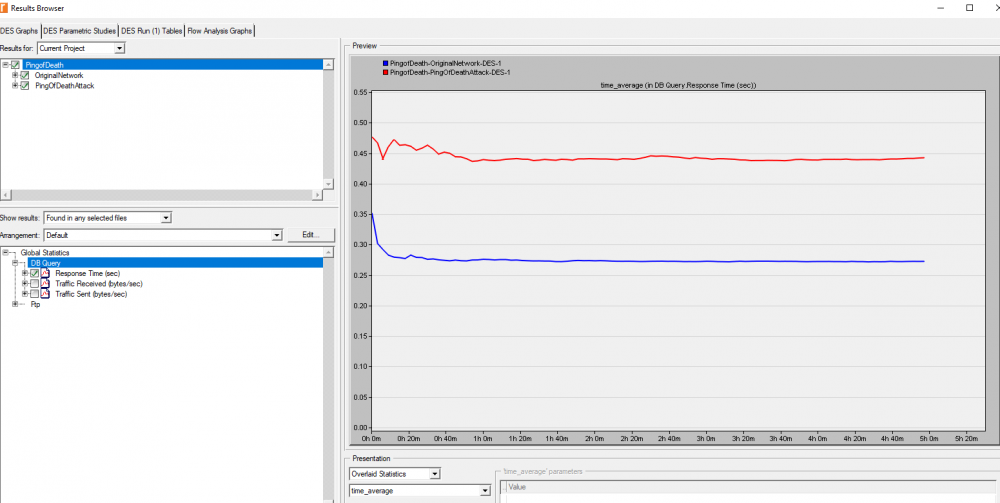 Results Browser
DES Graphs DES Parametric Studies DES Run (1) Tables Flow Analysis Graphs
Results for: Current Project
PingofDeath
OriginalNetwork
PingOfDeathAttack
Show results: Found in any selected files
Arrangement: Default Edit...
Global Statistics
DB Query
Response Time (sec)
Traffic Received (bytes/sec)
Traffic Sent (bytes/sec)
Ftp
Preview
PingofDeath-OriginalNetwork-DES-1
PingofDeath-PingOfDeathAttack-DES-1
time_average (in DB Query.Response Time (sec))
0.55
0.50
0.45
0.40
0.35
0.30
0.25
0.20
0.15
0.10
0.05
0.00
0h 0m 0h 20m 0h 40m 1h 0m 1h 20m 1h 40m 2h 0m 2h 20m 2h 40m 3h 0m 3h 20m 3h 40m 4h 0m 4h 20m 4h 40m 5h 0m 5h 20m
Presentation
Overlaid Statistics
time_average
'time_average' parameters
Value